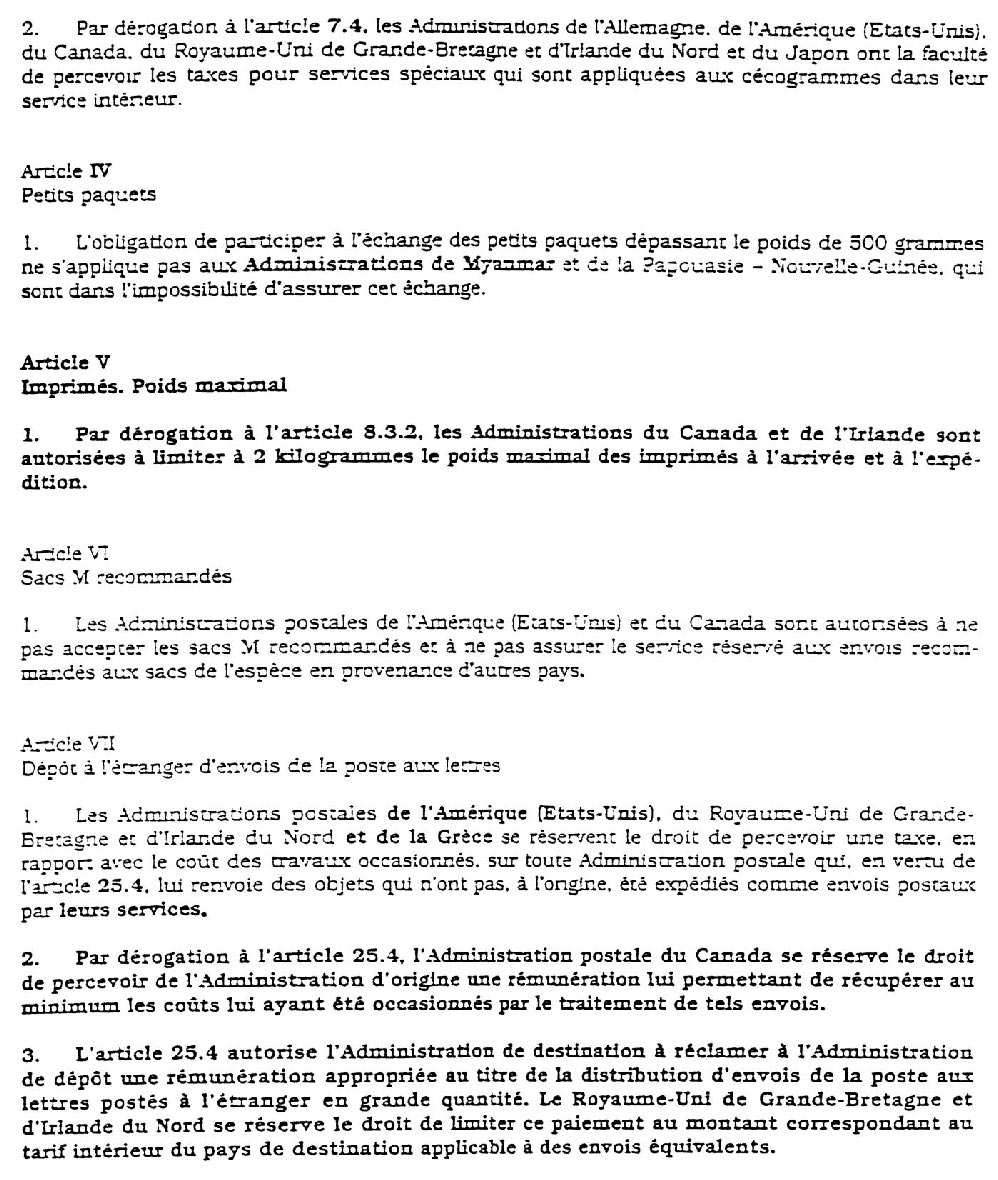 2. Par dérogation à l'article 7.4, les Administrations de l'Allemagne, de l'Amérique (Etats-Unis),
du Canada, du Royaume-Uni de Grande-Bretagne et d'Irlande du Nord et du Japon ont la faculté
de percevoir les taxes pour services spéciaux qui sont appliquées aux cécogrammes dans leur
service intérieur.
Article IV
Petits paquets
1. L'obligation de participer à l'échange des petits paquets dépassant le poids de 500 grammes
ne s'applique pas aux Administrations de Myanmar et de la Papouasie – Nouvelle-Guinée, qui
sont dans l'impossibilité d'assurer cet échange.
Article V
Imprimés. Poids maximal
1. Par dérogation à l'article 8.3.2, les Administrations du Canada et de l'Irlande sont
autorisées à limiter à 2 kilogrammes le poids maximal des imprimés à l'arrivée et à l'expé-
dition.
Article VI
Sacs M recommandés
1. Les Administrations postales de l'Amérique (Etats-Unis) et du Canada sont autorisées à ne
pas accepter les sacs M recommandés et à ne pas assurer le service réservé aux envois recom-
mandés aux sacs de l'espèce en provenance d'autres pays.
Article VII
Dépôt à l'étranger d'envois de la poste aux lettres
1. Les Administrations postales de l'Amérique (Etats-Unis), du Royaume-Uni de Grande-
Bretagne et d'Irlande du Nord et de la Grèce se réservent le droit de percevoir une taxe, en
rapport avec le coût des travaux occasionnés, sur toute Administration postale qui, en vertu de
l'article 25.4, lui renvoie des objets qui n'ont pas, à l'origine, été expédiés comme envois postaux
par leurs services.
2. Par dérogation à l'article 25.4, l'Administration postale du Canada se réserve le droit
de percevoir de l'Administration d'origine une rémunération lui permettant de récupérer au
minimum les coûts lui ayant été occasionnés par le traitement de tels envois.
3. L'article 25.4 autorise l'Administration de destination à réclamer à l'Administration
de dépôt une rémunération appropriée au titre de la distribution d'envois de la poste aux
lettres postés à l'étranger en grande quantité. Le Royaume-Uni de Grande-Bretagne et
d'Irlande du Nord se réserve le droit de limiter ce paiement au montant correspondant au
tarif intérieur du pays de destination applicable à des envois équivalents.